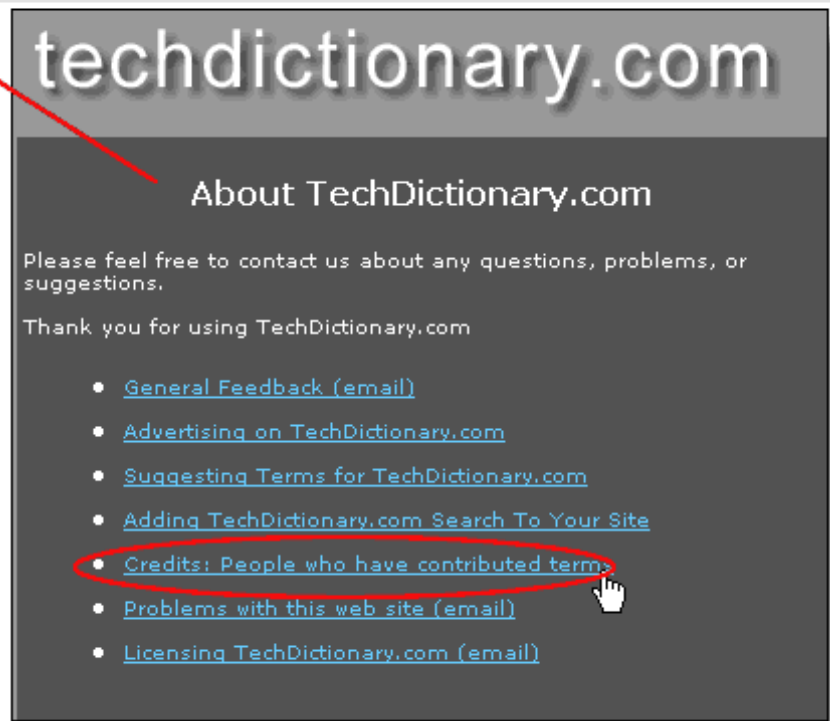 techdictionary.com
About TechDictionary.com
Please feel free to contact us about any questions, problems, or
suggestions.
Thank you for using TechDictionary.com
General Feedback (email)
Advertising on TechDictionary.com
Suggesting Terms for TechDictionary.com
Adding TechDictionary.com Search To Your Site
Credits: People who have contributed terms
Problems with this web site (email)
Licensing TechDictionary.com (email)